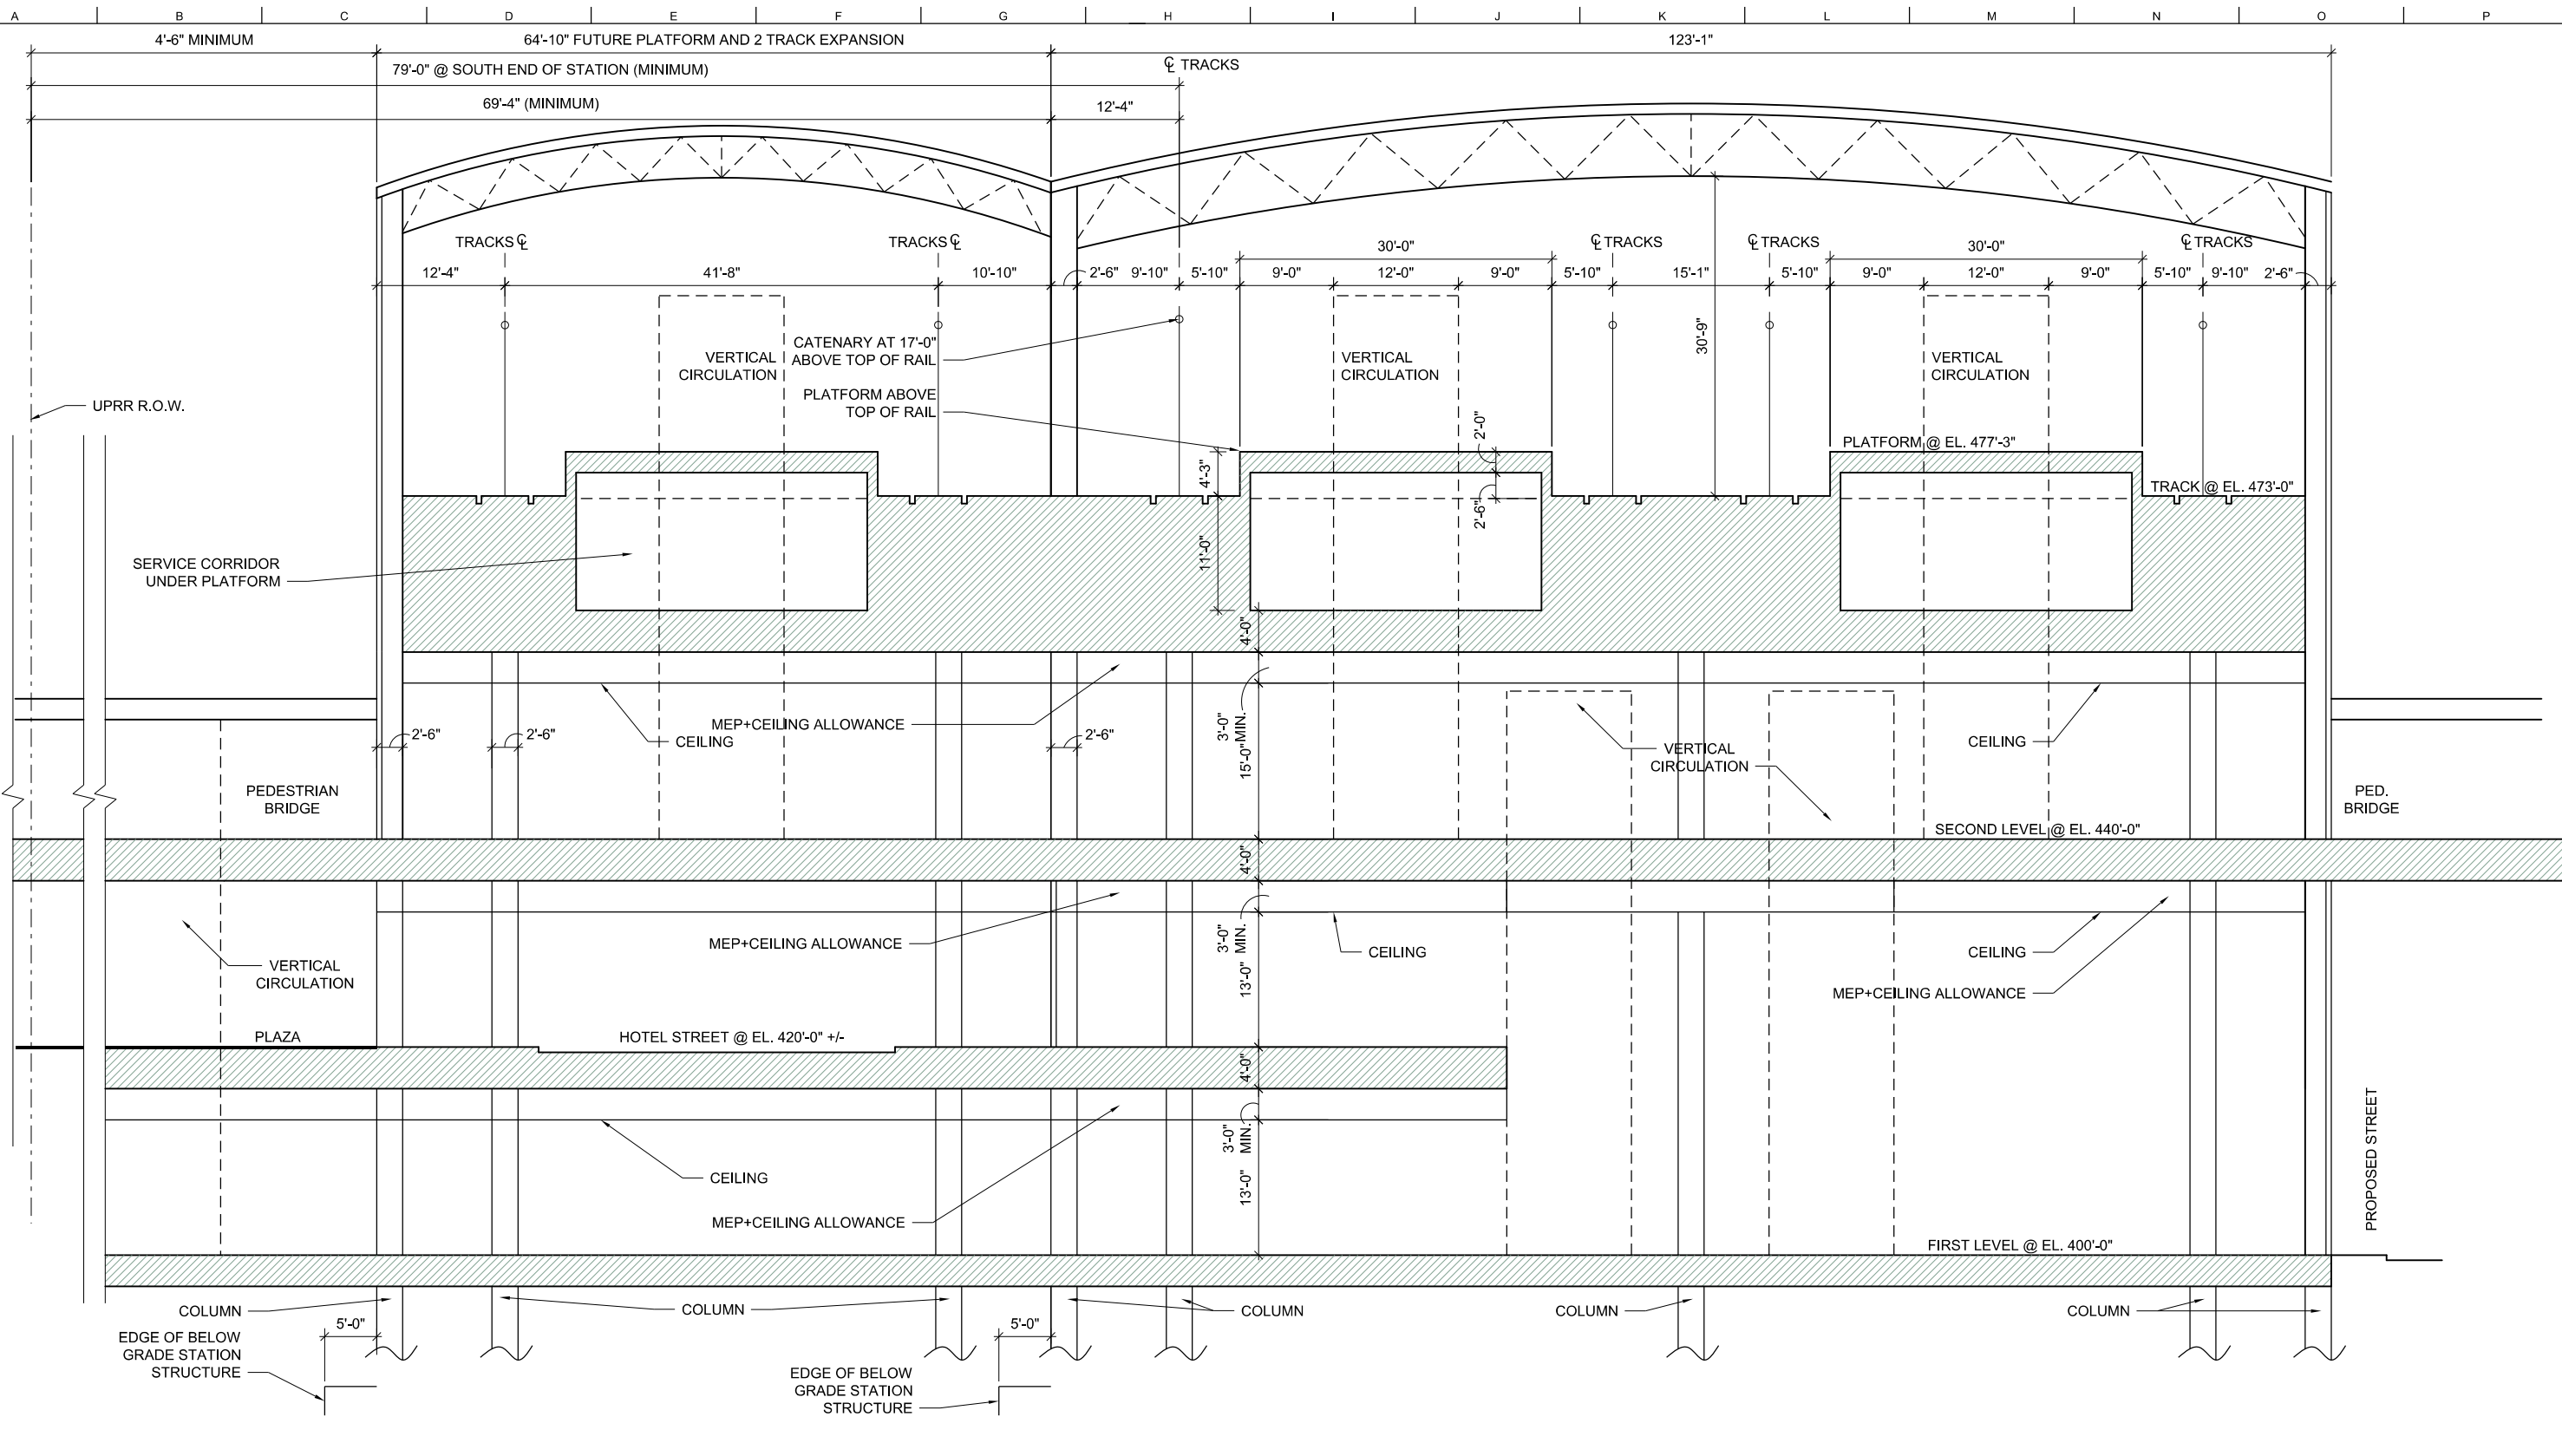 A B C D E F G H I J K L M N O P
4'-6" MINIMUM
64'-10" FUTURE PLATFORM AND 2 TRACK EXPANSION
123'-1"
79'-0" @ SOUTH END OF STATION (MINIMUM)
℄ TRACKS
69'-4" (MINIMUM)
12'-4"
TRACKS ℄
TRACKS ℄
30'-0"
℄ TRACKS
℄ TRACKS
30'-0"
℄ TRACKS
12'-4"
41'-8"
10'-10"
2'-6"
9'-10"
5'-10"
9'-0"
12'-0"
9'-0"
5'-10"
15'-1"
5'-10"
9'-0"
12'-0"
9'-0"
5'-10"
9'-10"
2'-6"
30'-9"
CATENARY AT 17'-0"
ABOVE TOP OF RAIL
VERTICAL
CIRCULATION
VERTICAL
CIRCULATION
VERTICAL
CIRCULATION
PLATFORM ABOVE
TOP OF RAIL
UPRR R.O.W.
2'-0"
PLATFORM @ EL. 477'-3"
4'-3"
TRACK @ EL. 473'-0"
2'-6"
11'-0"
SERVICE CORRIDOR
UNDER PLATFORM
4'-0"
3'-0"
MIN.
15'-0"
MEP+CEILING ALLOWANCE
CEILING
2'-6"
2'-6"
2'-6"
VERTICAL
CIRCULATION
CEILING
PEDESTRIAN
BRIDGE
PED.
BRIDGE
SECOND LEVEL @ EL. 440'-0"
4'-0"
3'-0"
MIN.
13'-0"
MEP+CEILING ALLOWANCE
CEILING
CEILING
VERTICAL
CIRCULATION
MEP+CEILING ALLOWANCE
PLAZA
HOTEL STREET @ EL. 420'-0" +/-
4'-0"
3'-0"
MIN.
13'-0"
CEILING
MEP+CEILING ALLOWANCE
PROPOSED STREET
FIRST LEVEL @ EL. 400'-0"
COLUMN
COLUMN
COLUMN
COLUMN
COLUMN
5'-0"
5'-0"
EDGE OF BELOW
GRADE STATION
STRUCTURE
EDGE OF BELOW
GRADE STATION
STRUCTURE